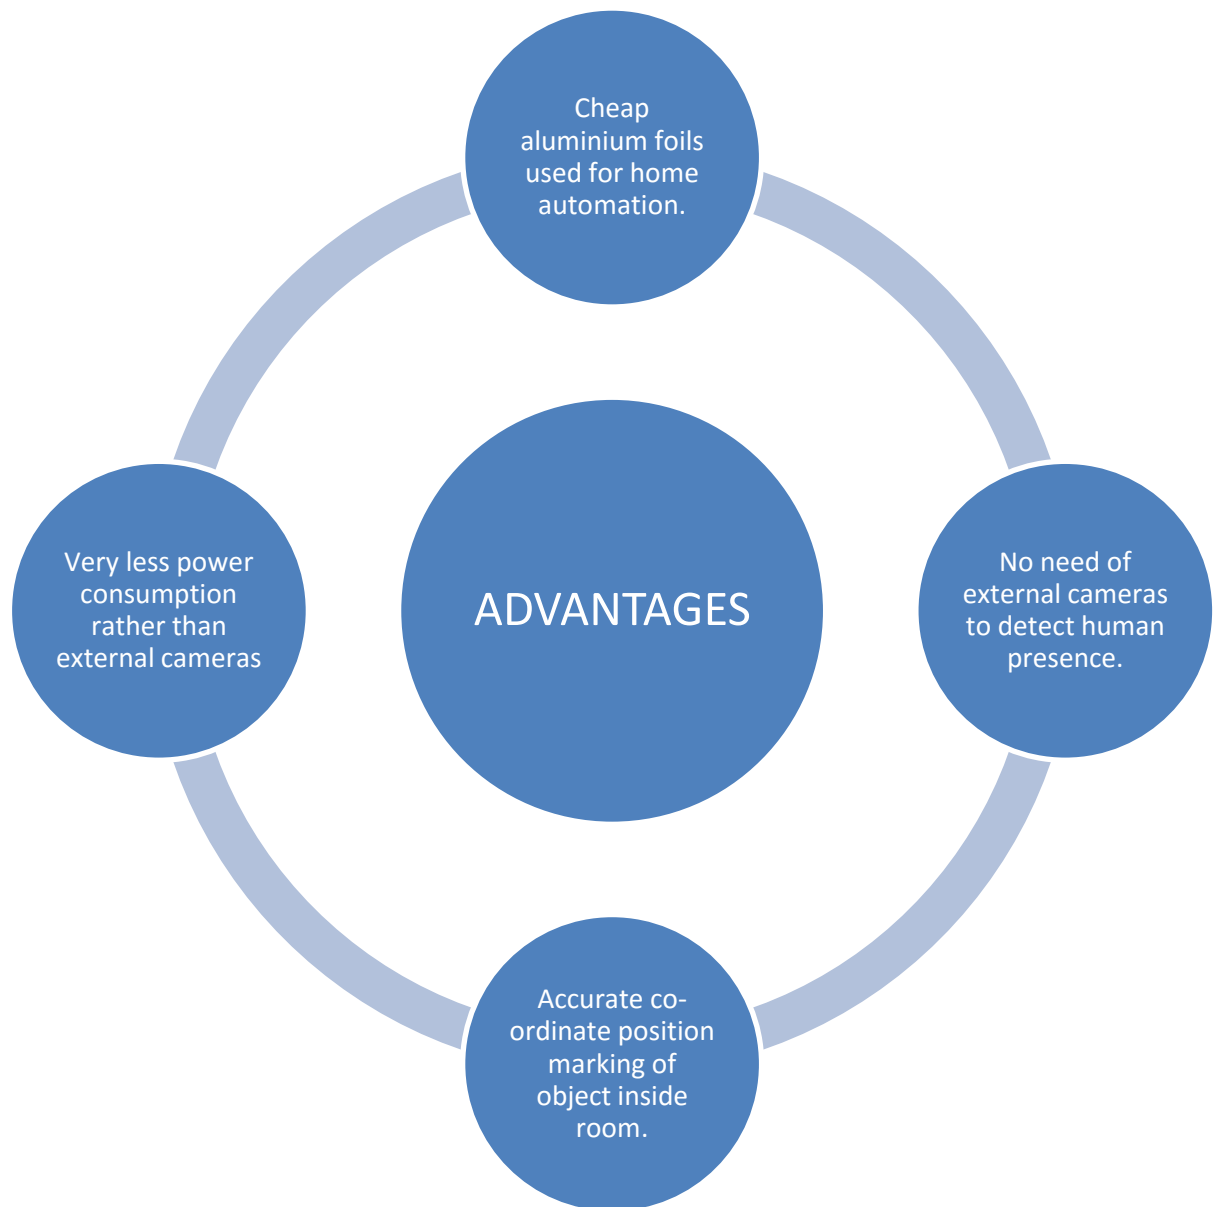 Cheap
aluminium foils
used for home
automation.
ADVANTAGES
No need of
external cameras
to detect human
presence.
Accurate co-
ordinate position
marking of
object inside
room.
Very less power
consumption
rather than
external cameras